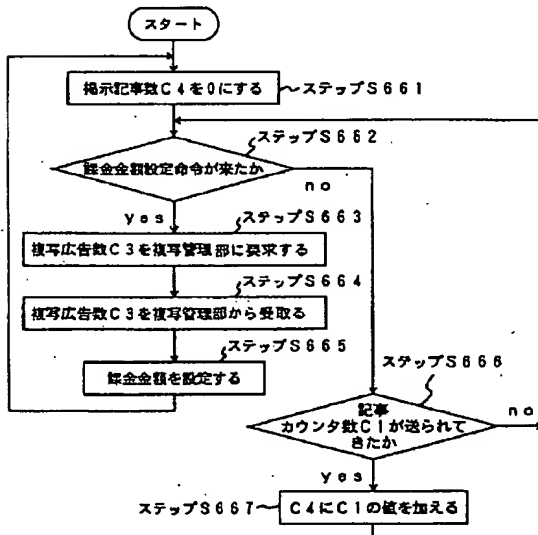 スタート
掲示記事数C4を0にする
ステップS661
ステップS662
課金金額設定命令が来たか
no
yes
ステップS663
複写広告数C3を複写管理部に要求する
ステップS664
複写広告数C3を複写管理部から受取る
ステップS665
課金金額を設定する
ステップS666
記事
カウンタ数C1が送られて
きたか
no
yes
ステップS667
C4にC1の値を加える